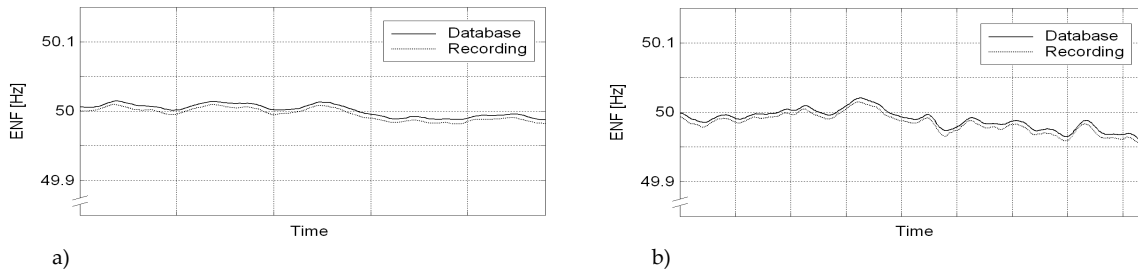 50.1
50
49.9
ENF [Hz]
Time
Database
Recording
a)
50.1
50
49.9
ENF [Hz]
Time
Database
Recording
b)